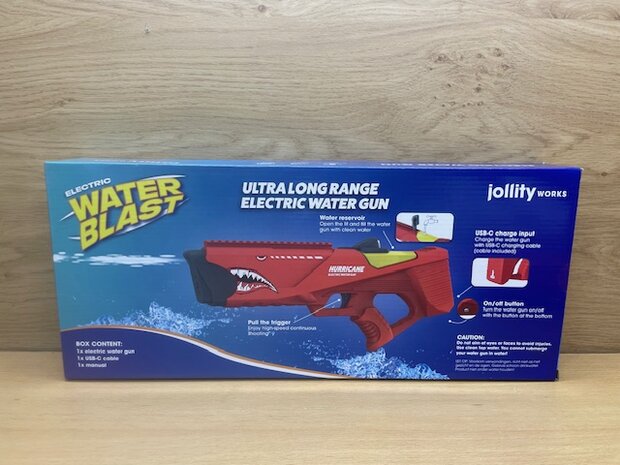 ELECTRIC
WATER
BLAST
ULTRA LONG RANGE
ELECTRIC WATER GUN
jollity WORKS
Water reservoir
Open the lit and fill the water
gun with clean water
USB-C charge input
Charge the water gun
with USB-C charging cable
(cable included)
HURRICANE
ELECTRIC WATER GUN
On/off button
Turn the water gun on/off
with the button at the bottom
Pull the trigger
Enjoy high-speed continuous
Shooting
BOX CONTENT:
1x electric water gun
1x USB-C cable
1x manual
CAUTION:
Do not aim at eyes or faces to avoid injuries.
Use clean tap water. You cannot submerge
your water gun in water!